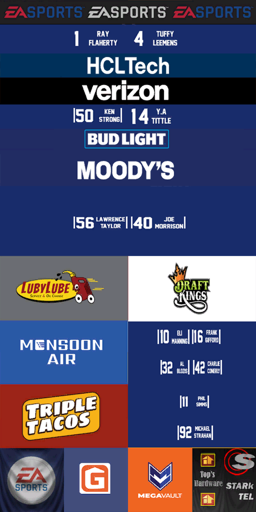 EA SPORTS EA SPORTS EA SPORTS
1 RAY FLAHERTY 4 TUFFY LEEMENS
HCLTech
verizon
50 KEN STRONG 14 Y.A TITTLE
BUD LIGHT
MOODY'S
56 LAWRENCE TAYLOR 40 JOE MORRISON
LUBYLUBE
DRAFT KINGS
MONSOON AIR
10 ELI MANNING 16 FRANK GIFFORD
32 AL BLOZIS 42 CHARLIE CONERLY
TRIPLE TACOS
11 PHIL SIMMS
92 MICHAEL STRAHAN
EA SPORTS
G
MEGAVAULT
Top's Hardware
S STARK TEL